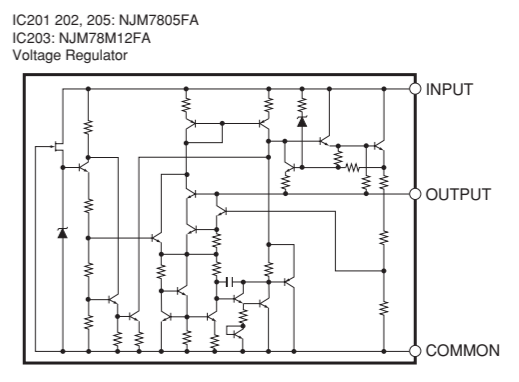 IC201 202, 205: NJM7805FA
IC203: NJM78M12FA
Voltage Regulator
INPUT
OUTPUT
COMMON